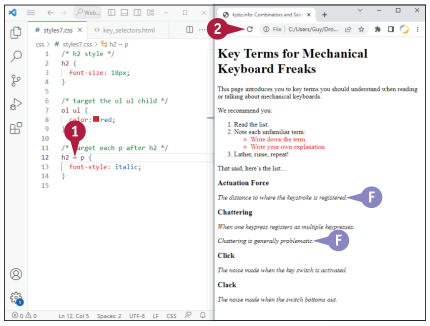 Web...
styles7.css
key_selectors.html
css > # styles7.css > h2 ~ p
1 /* h2 style */
2 h2 {
3 font-size: 18px;
4 }
5
6 /* target the ol ul child */
7 ol ul {
8 color: red;
9
10
11 /* target each p after h2 */
12 h2 ~ p {
13 font-style: italic;
14 }
15
1
0 0
Ln 12, Col 5 Spaces: 2 UTF-8 LF CSS
1
kybz.info: Combinators and Sele
2
File C:/Users/Guy/Dro...
Key Terms for Mechanical
Keyboard Freaks
This page introduces you to key terms you should understand when reading
or talking about mechanical keyboards.
We recommend you:
1. Read the list.
2. Note each unfamiliar term:
Write down the term.
Write your own explanation.
3. Lather, rinse, repeat!
That said, here's the list…
Actuation Force
The distance to where the keystroke is registered.
F
Chattering
When one keypress registers as multiple keypresses.
Chattering is generally problematic.
F
Click
The noise made when the key switch is activated.
Clack
The noise made when the switch bottoms out.